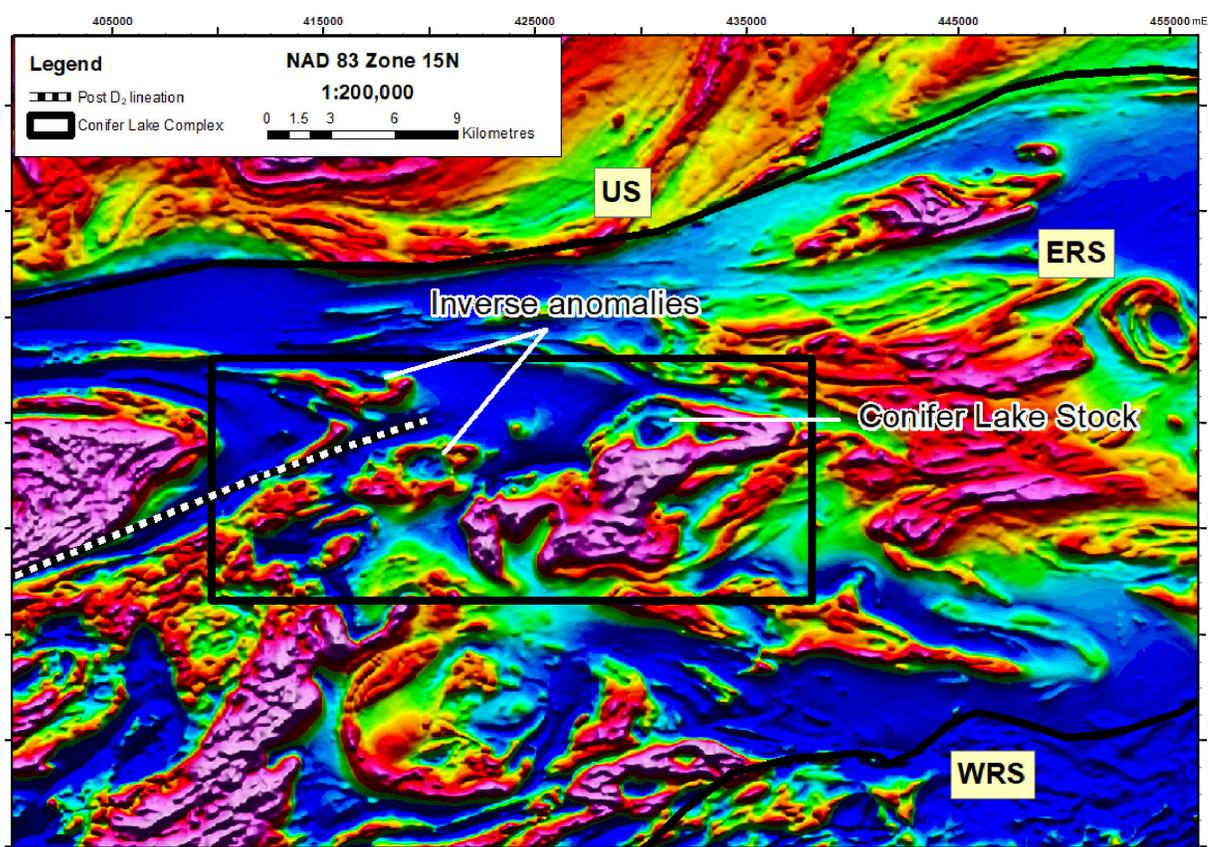 405000 415000 425000 435000 445000 455000 mE
Legend
Post D₂ lineation
Conifer Lake Complex
NAD 83 Zone 15N
1:200,000
0 1.5 3 6 9
Kilometres
US
ERS
Inverse anomalies
Conifer Lake Stock
WRS